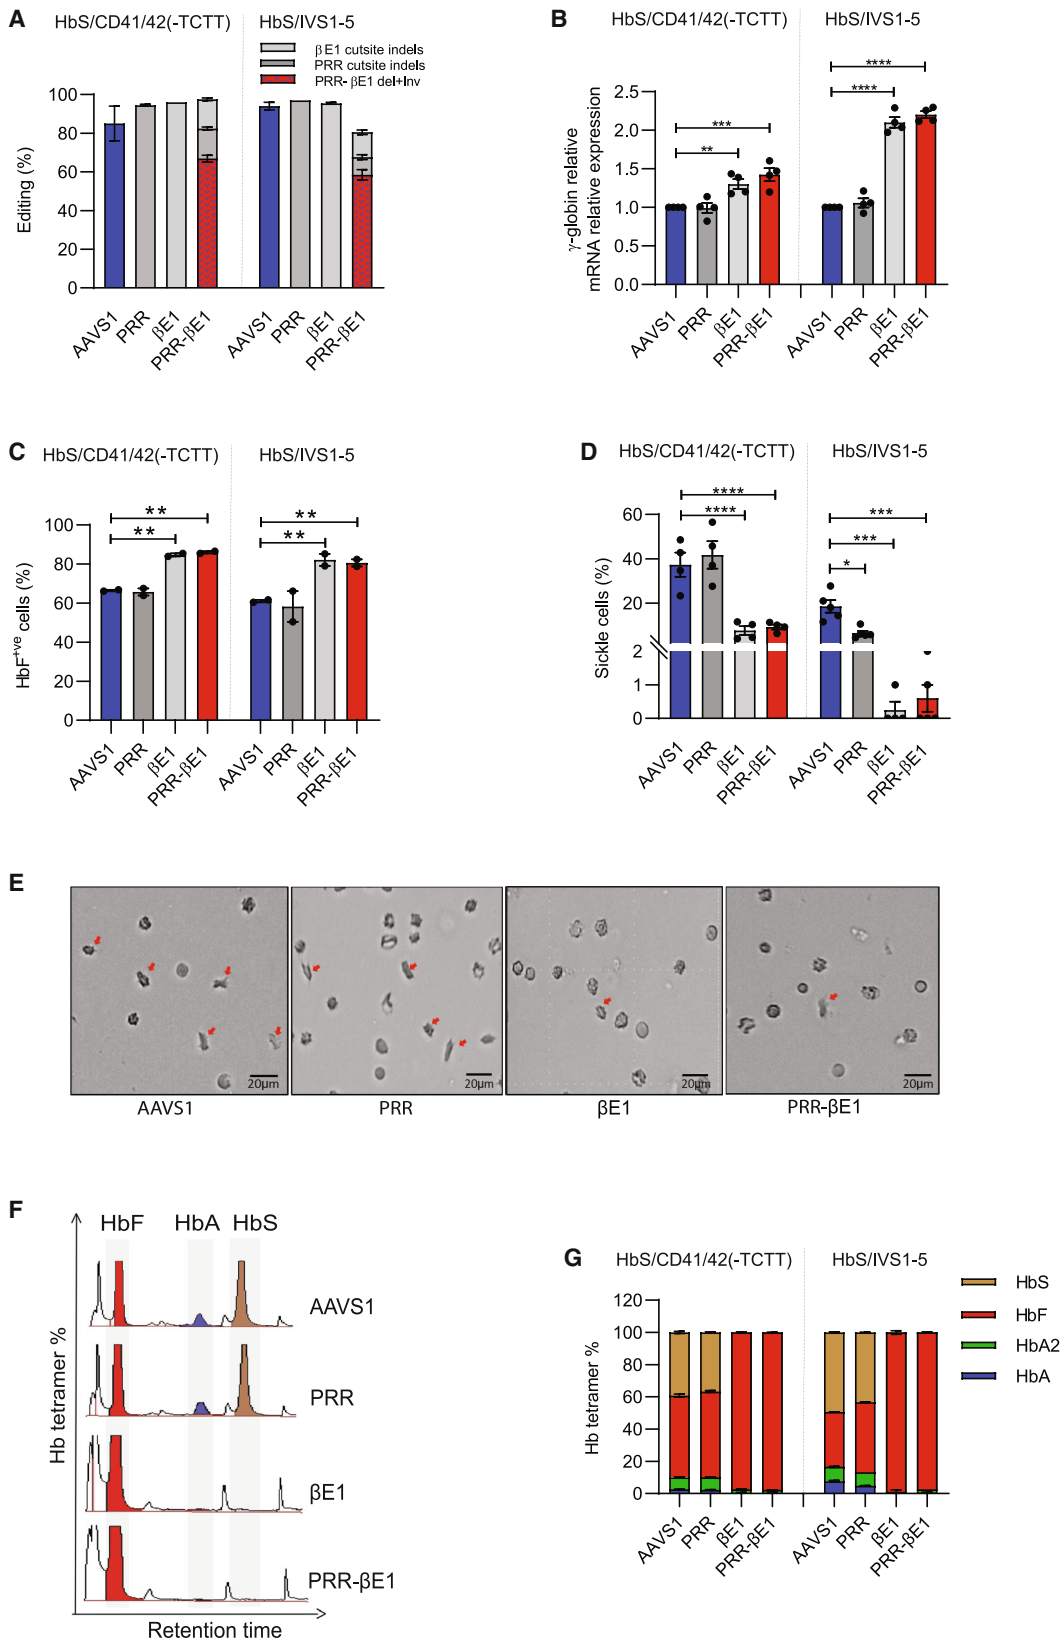 A
HbS/CD41/42(-TCTT)
HbS/IVS1-5
βE1 cutsite indels
PRR cutsite indels
PRR- βE1 del+Inv
100
80
60
40
20
0
Editing (%)
AAVS1
PRR
βE1
PRR-βE1
AAVS1
PRR
βE1
PRR-βE1
B
HbS/CD41/42(-TCTT)
HbS/IVS1-5
****
****
***
**
2.5
2.0
1.5
1.0
0.5
0.0
γ-globin relative
mRNA relative expression
AAVS1
PRR
βE1
PRR-βE1
AAVS1
PRR
βE1
PRR-βE1
C
HbS/CD41/42(-TCTT)
HbS/IVS1-5
**
**
**
**
100
80
60
40
20
0
HbF+ve cells (%)
AAVS1
PRR
βE1
PRR-βE1
AAVS1
PRR
βE1
PRR-βE1
D
HbS/CD41/42(-TCTT)
HbS/IVS1-5
****
****
***
***
*
60
40
20
2
1
0
Sickle cells (%)
AAVS1
PRR
βE1
PRR-βE1
AAVS1
PRR
βE1
PRR-βE1
E
20μm
20μm
20μm
20μm
AAVS1
PRR
βE1
PRR-βE1
F
HbF
HbA
HbS
AAVS1
PRR
βE1
PRR-βE1
Hb tetramer %
Retention time
G
HbS/CD41/42(-TCTT)
HbS/IVS1-5
HbS
HbF
HbA2
HbA
120
100
80
60
40
20
0
Hb tetramer %
AAVS1
PRR
βE1
PRR-βE1
AAVS1
PRR
βE1
PRR-βE1